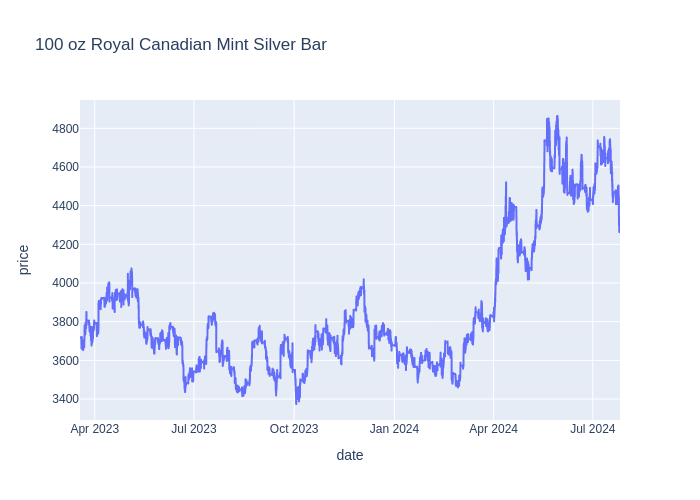 100 oz Royal Canadian Mint Silver Bar
4800
4600
4400
4200
4000
3800
3600
3400
price
Apr 2023
Jul 2023
Oct 2023
Jan 2024
Apr 2024
Jul 2024
date